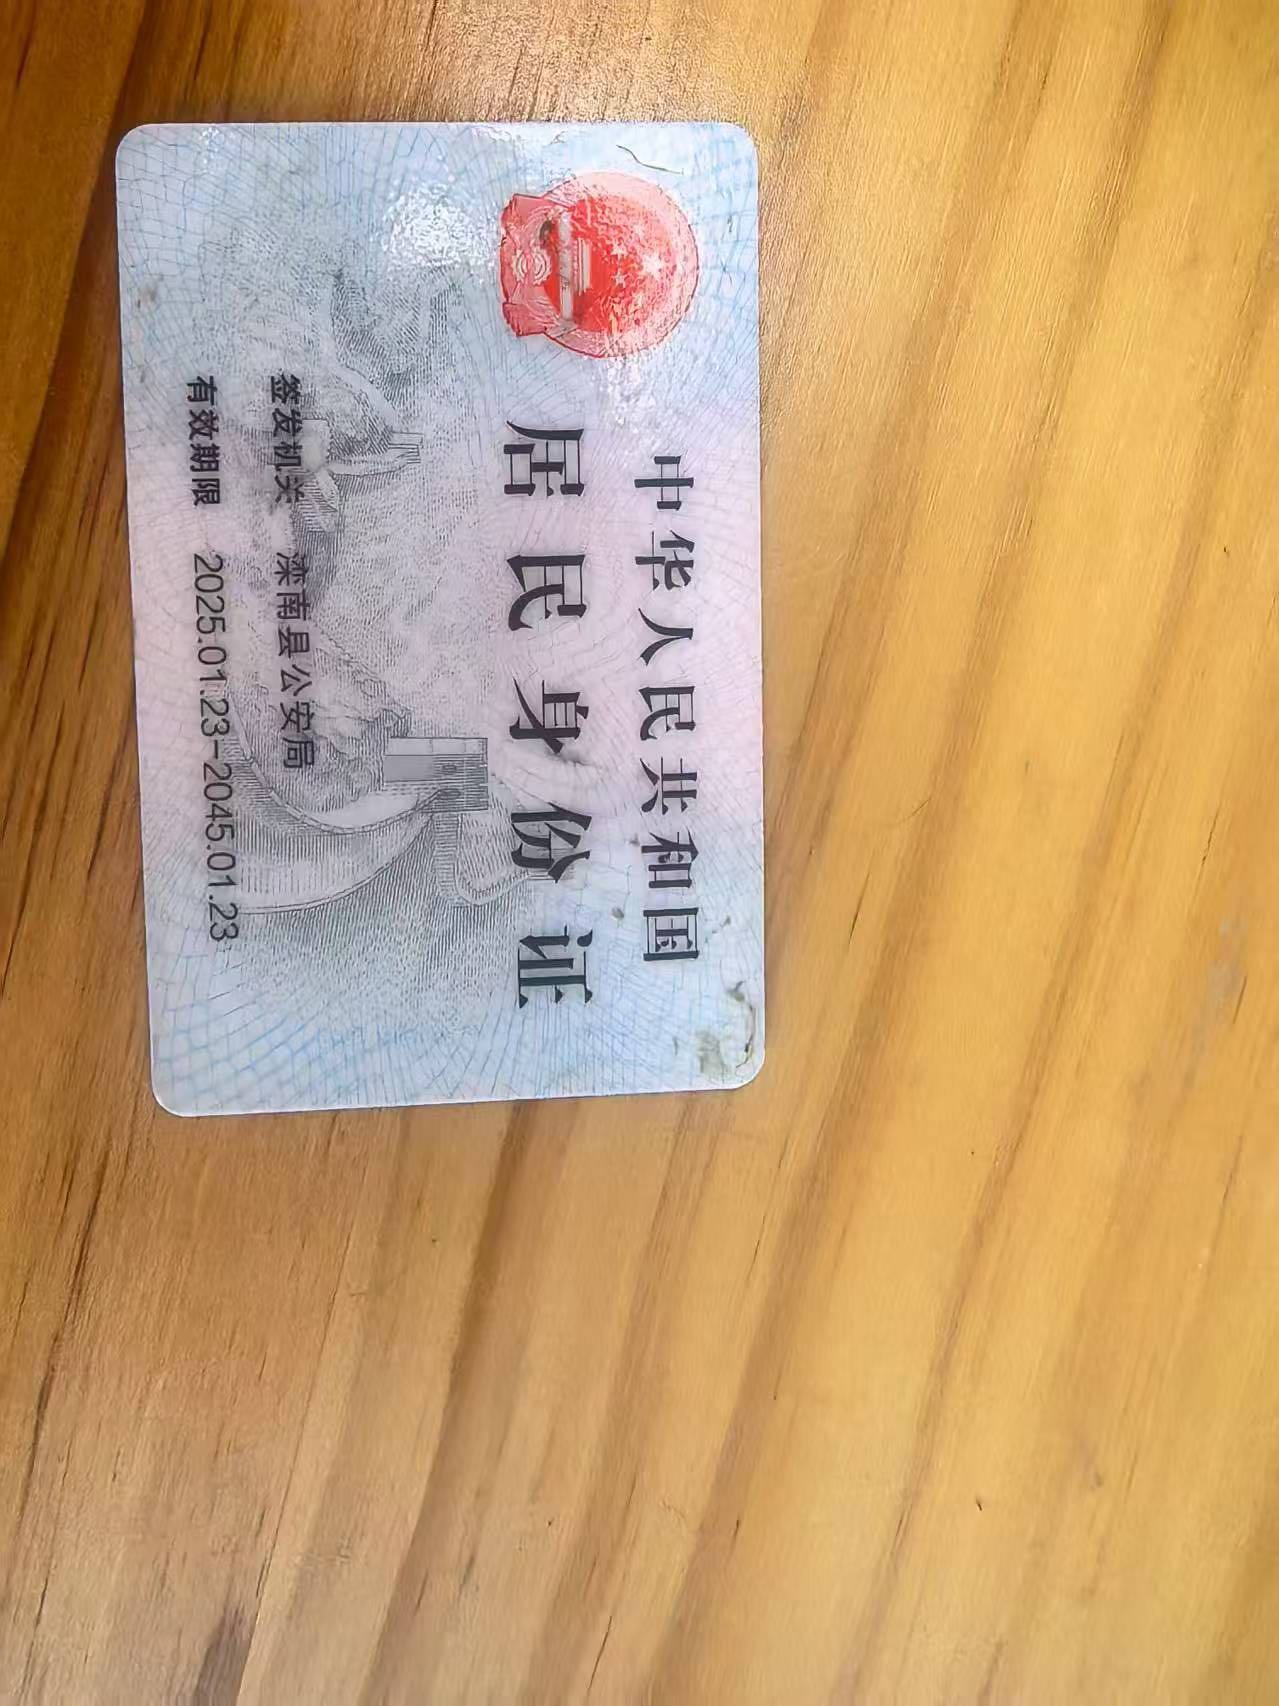 中华人民共和国
居民身份证
签发机关 滦南县公安局
有效期限 2025.01.23-2045.01.23